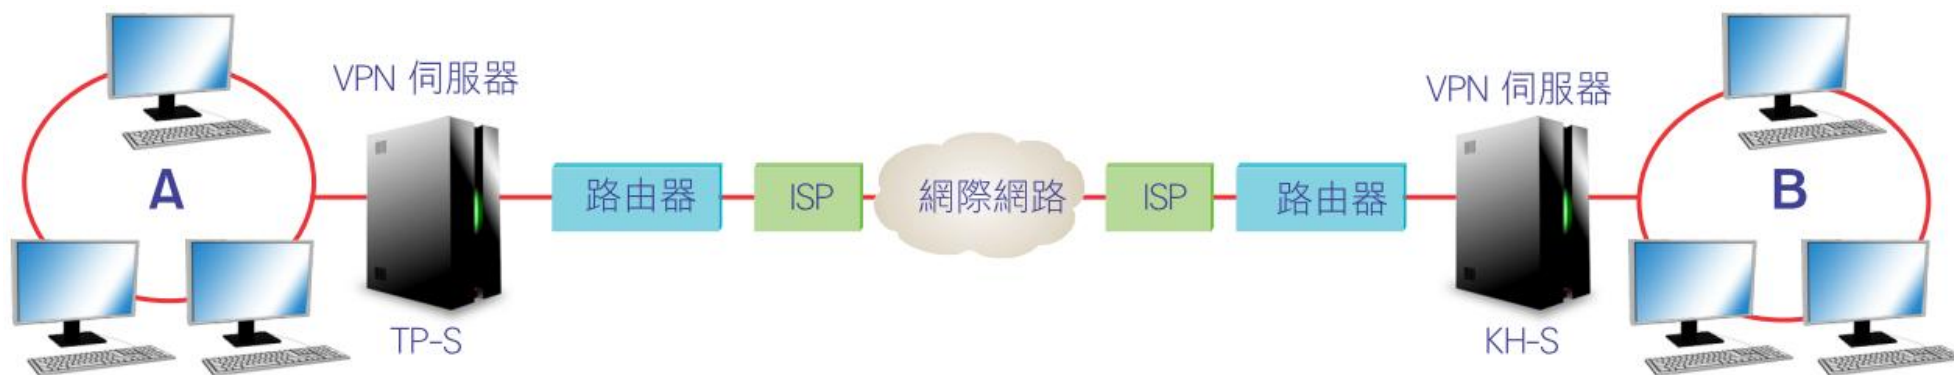 VPN 伺服器
VPN 伺服器
A
路由器
ISP
網際網路
ISP
路由器
B
TP-S
KH-S